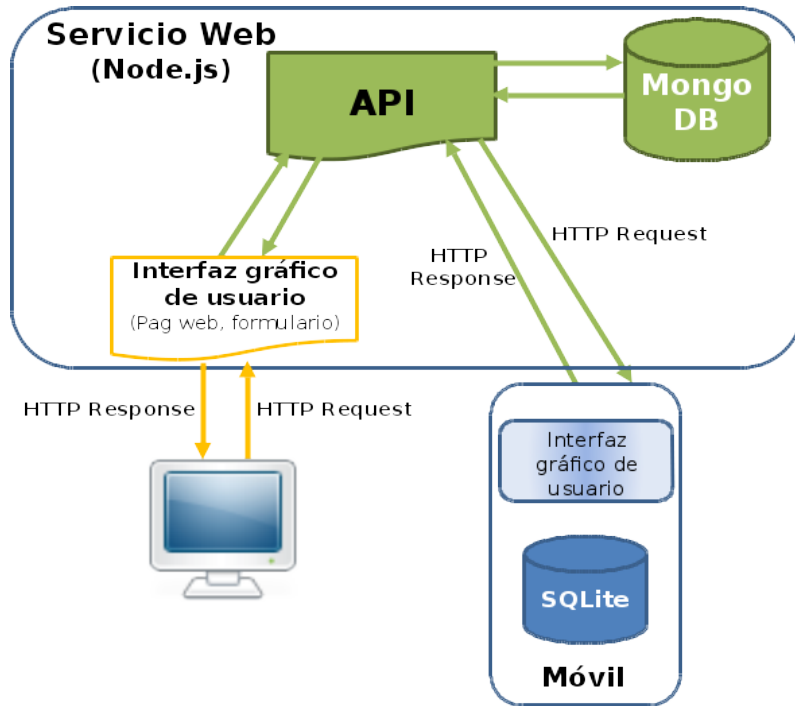 Servicio Web
(Node.js)
API
Mongo
DB
HTTP Request
HTTP
Response
Interfaz gráfico
de usuario
(Pag web, formulario)
HTTP Response
HTTP Request
Interfaz
gráfico de
usuario
SQLite
Móvil